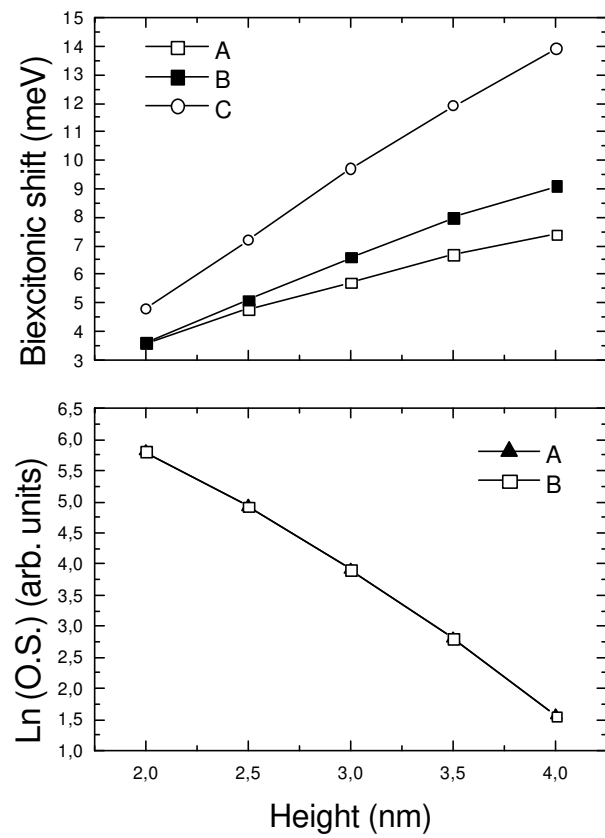 Biexcitonic shift (meV)
15
14
13
12
11
10
9
8
7
6
5
4
3
A
B
C
Ln (O.S.) (arb. units)
6,5
6,0
5,5
5,0
4,5
4,0
3,5
3,0
2,5
2,0
1,5
1,0
A
B
2,0 2,5 3,0 3,5 4,0
Height (nm)